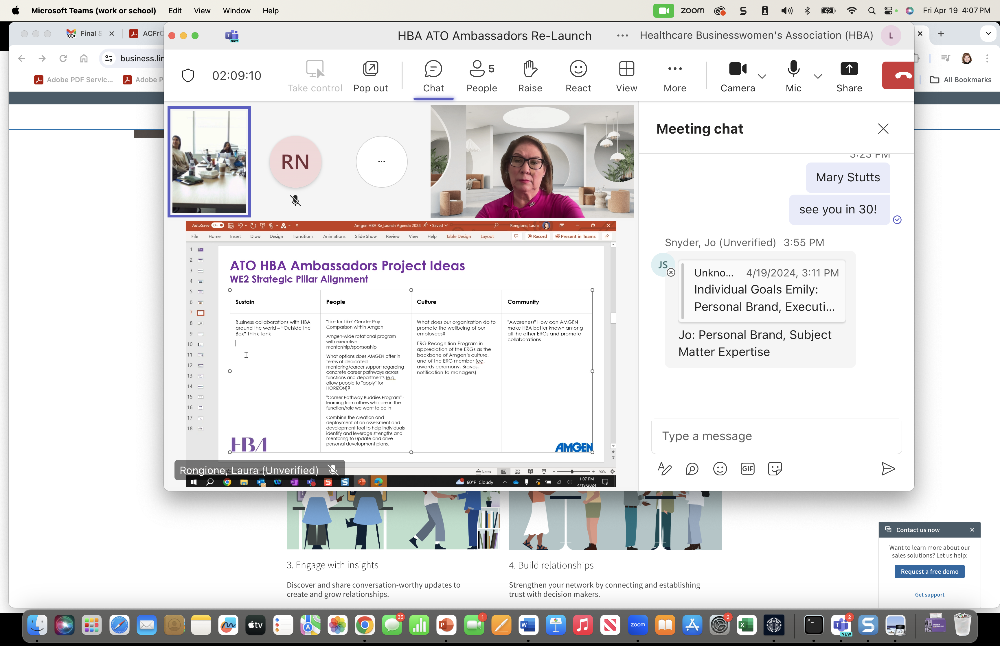 Microsoft Teams (work or school) Edit View Window Help
zoom Fri Apr 19 4:07 PM
Final S
ACFrC
HBA ATO Ambassadors Re-Launch
Healthcare Businesswomen's Association (HBA)
L
business.lin
Adobe PDF Servic...
Adobe P
All Bookmarks
02:09:10
Take control
Pop out
Chat
People
5
Raise
React
View
More
Camera
Mic
Share
RN
...
Meeting chat
3:23 PM
Mary Stutts
see you in 30!
Snyder, Jo (Unverified) 3:55 PM
JS
Unkno... 4/19/2024, 3:11 PM
Individual Goals Emily:
Personal Brand, Executi...
Jo: Personal Brand, Subject
Matter Expertise
Type a message
GIF
AutoSave On
Amgen HBA Re_Launch Agenda 2024 • Saved
Rongione, Laura
File Home Insert Draw Design Transitions Animations Slide Show Review View Help Table Design Layout
Record
Present in Teams
1
2
3
4
5
6
7
8
9
10
11
12
13
14
15
16
17
18
ATO HBA Ambassadors Project Ideas
WE2 Strategic Pillar Alignment
Sustain
Business collaborations with HBA
around the world – “Outside the
Box” Think Tank
People
"Like for Like" Gender Pay
Comparison within Amgen
Amgen-wide rotational program
with executive
mentorship/sponsorship
What options does AMGEN offer in
terms of dedicated
mentoring/career support regarding
concrete career pathways across
functions and departments (e.g.
allow people to "apply" for
HORIZON)?
"Career Pathway Buddies Program" -
learning from others who are in the
function/role we want to be in
Combine the creation and
deployment of an assessment and
development tool to help individuals
identify and leverage strengths and
mentoring to update and drive
personal development plans.
Culture
What does our organization do to
promote the wellbeing of our
employees?
ERG Recognition Program in
appreciation of the ERGs as the
backbone of Amgen’s culture,
and of the ERG member (eg,
awards ceremony, Bravos,
notification to managers)
Community
"Awareness" How can AMGEN
make HBA better known among
all the other ERGs and promote
collaborations
HBA
AMGEN
Rongione, Laura (Unverified)
Notes
90%
60°F Cloudy
1:07 PM
4/19/2024
3. Engage with insights
Discover and share conversation-worthy updates to
create and grow relationships.
4. Build relationships
Strengthen your network by connecting and establishing
trust with decision makers.
Contact us now
Want to learn more about our
sales solutions? Let us help:
Request a free demo
Get support
tv
35
1
zoom
2
2
NEW